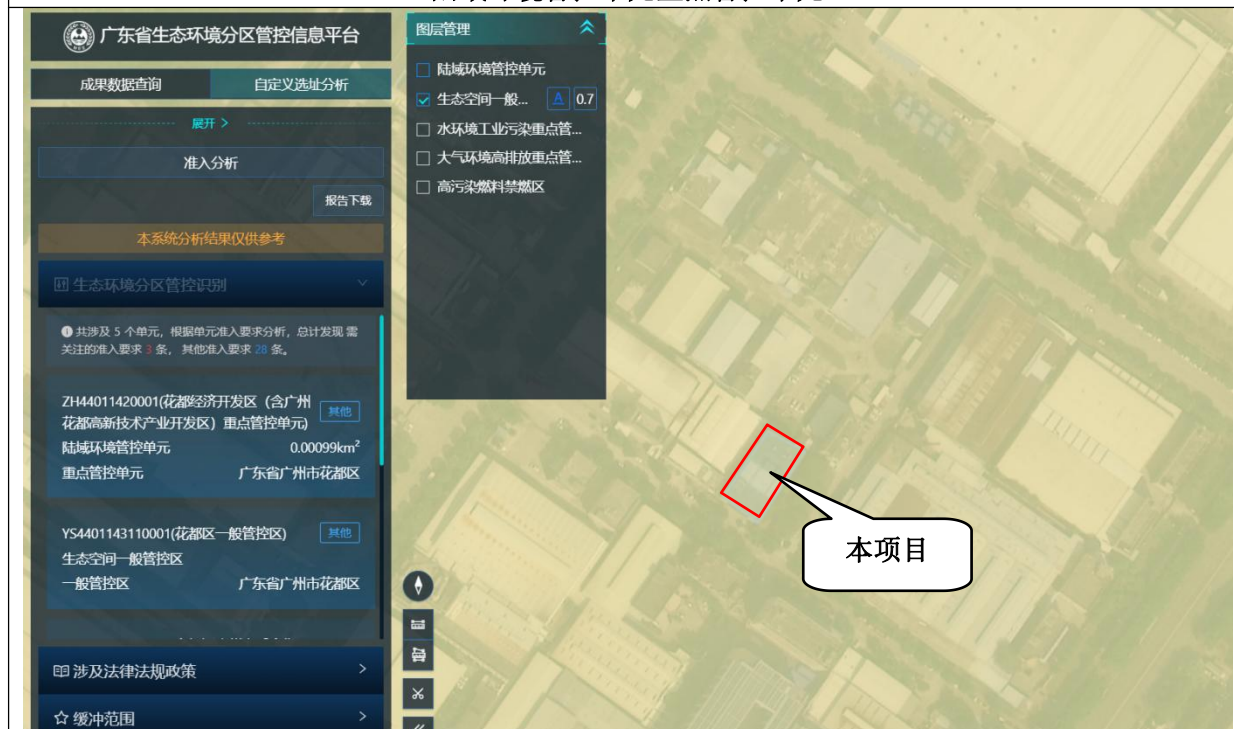 广东省生态环境分区管控信息平台
成果数据查询
自定义选址分析
展开 >
准入分析
报告下载
本系统分析结果仅供参考
生态环境分区管控识别
共涉及 5 个单元，根据单元准入要求分析，总计发现 需
关注的准入要求 3 条，其他准入要求 28 条。
ZH44011420001(花都经济开发区（含广州
花都高新技术产业开发区）重点管控单元)
其他
陆域环境管控单元 0.00099km²
重点管控单元 广东省广州市花都区
YS4401143110001(花都区一般管控区)
其他
生态空间一般管控区
一般管控区 广东省广州市花都区
涉及法律法规政策
缓冲范围
图层管理
陆域环境管控单元
生态空间一般... A 0.7
水环境工业污染重点管...
大气环境高排放重点管...
高污染燃料禁燃区
本项目